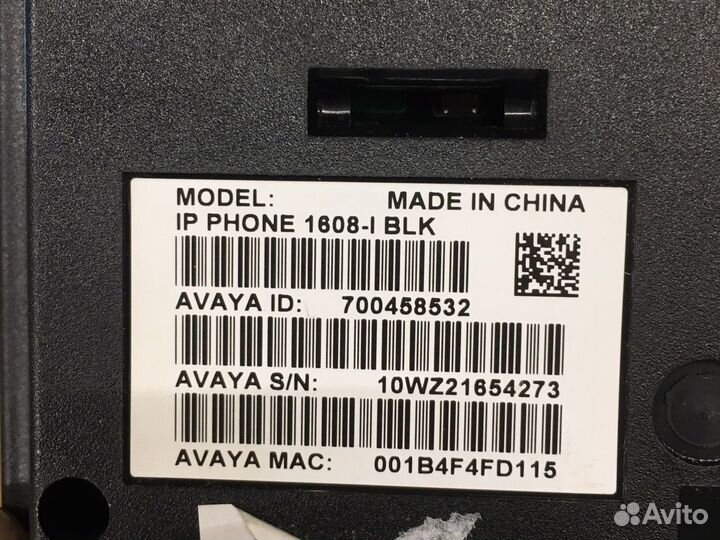 MODEL: MADE IN CHINA
IP PHONE 1608-I BLK
AVAYA ID: 700458532
AVAYA S/N: 10WZ21654273
AVAYA MAC: 001B4F4FD115
Avito